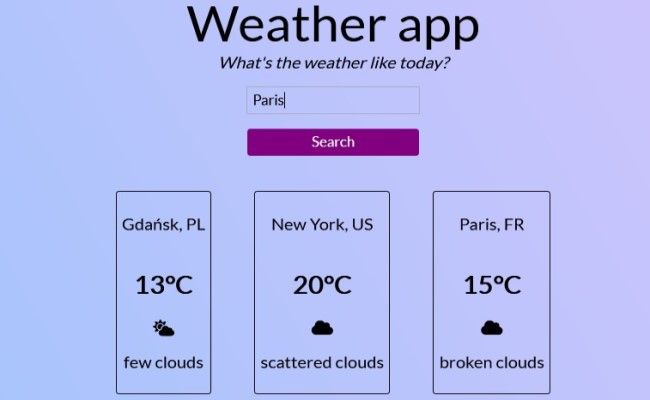 Weather app
What's the weather like today?
Paris
Search
Gdańsk, PL
13°C
few clouds
New York, US
20°C
scattered clouds
Paris, FR
15°C
broken clouds